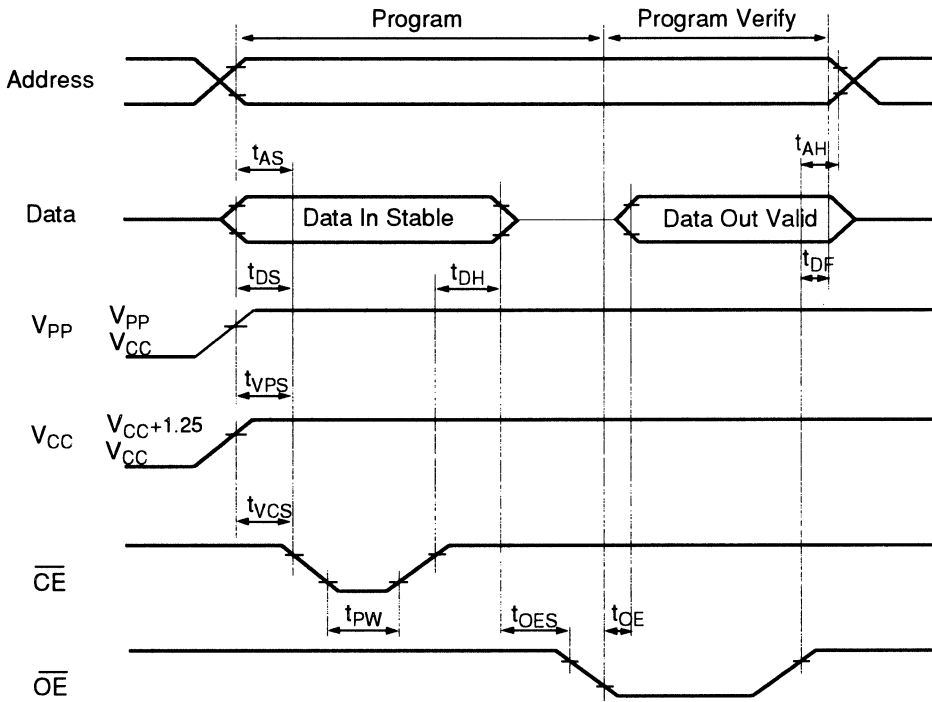 Program
Program Verify
Address
tAS
tAH
Data
Data In Stable
Data Out Valid
tDS
tDH
tDF
VPP
VPP
VCC
tVPS
VCC
VCC+1.25
VCC
tVCS
CE
tPW
tOES
tOE
OE